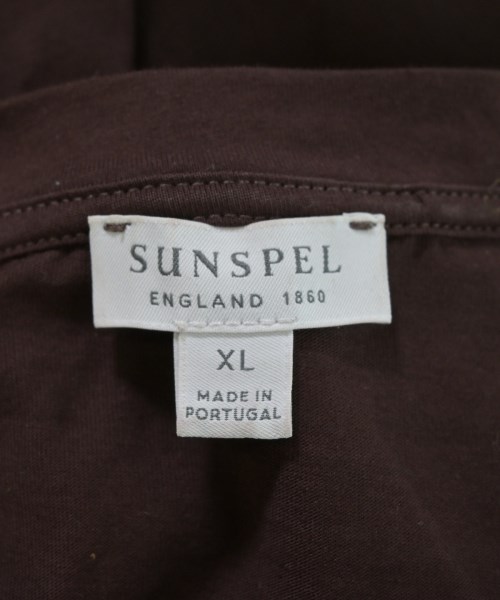 SUNSPEL
ENGLAND 1860
XL
MADE IN
PORTUGAL